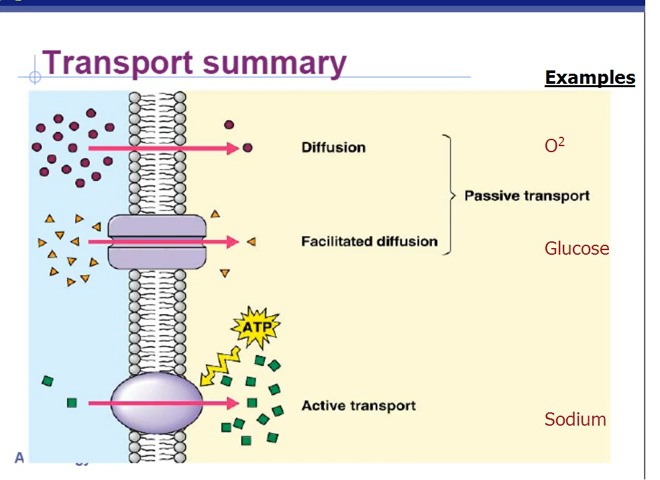 Transport summary
Examples
Diffusion
O²
Passive transport
Facilitated diffusion
Glucose
ATP
Active transport
Sodium
A